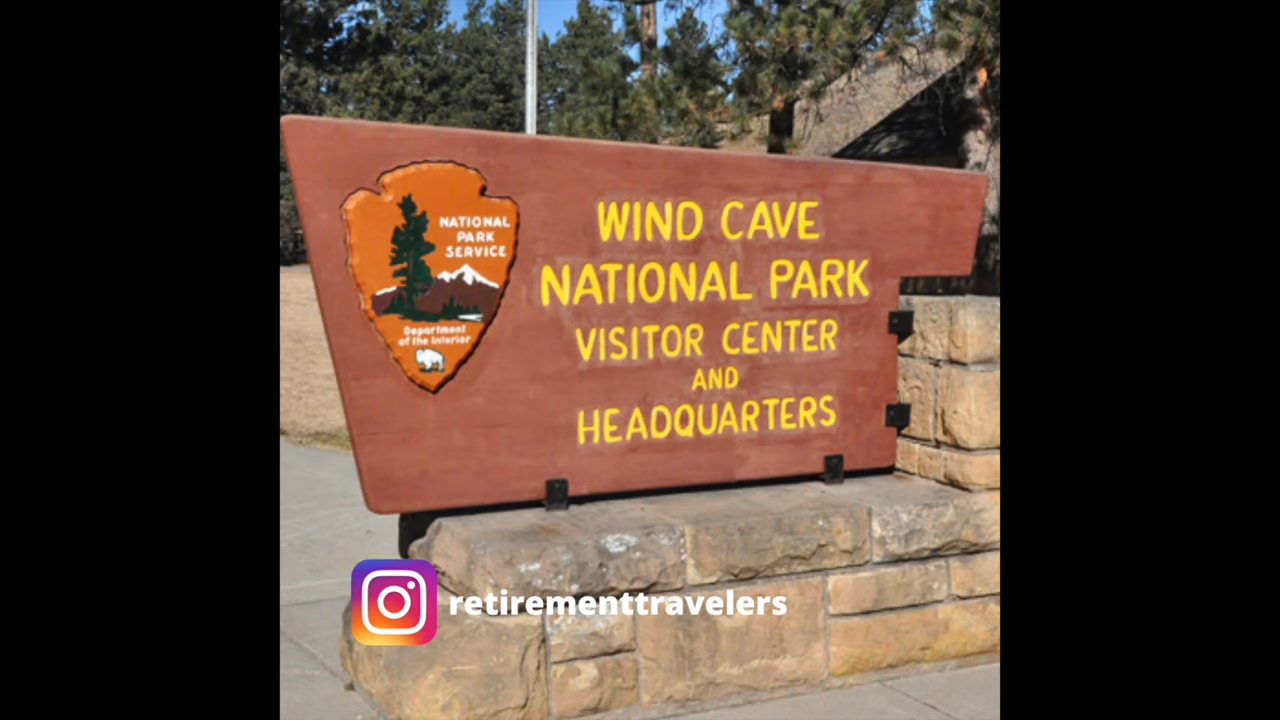 NATIONAL
PARK
SERVICE
Department
of the Interior
WIND CAVE
NATIONAL PARK
VISITOR CENTER
AND
HEADQUARTERS
retirementtravelers